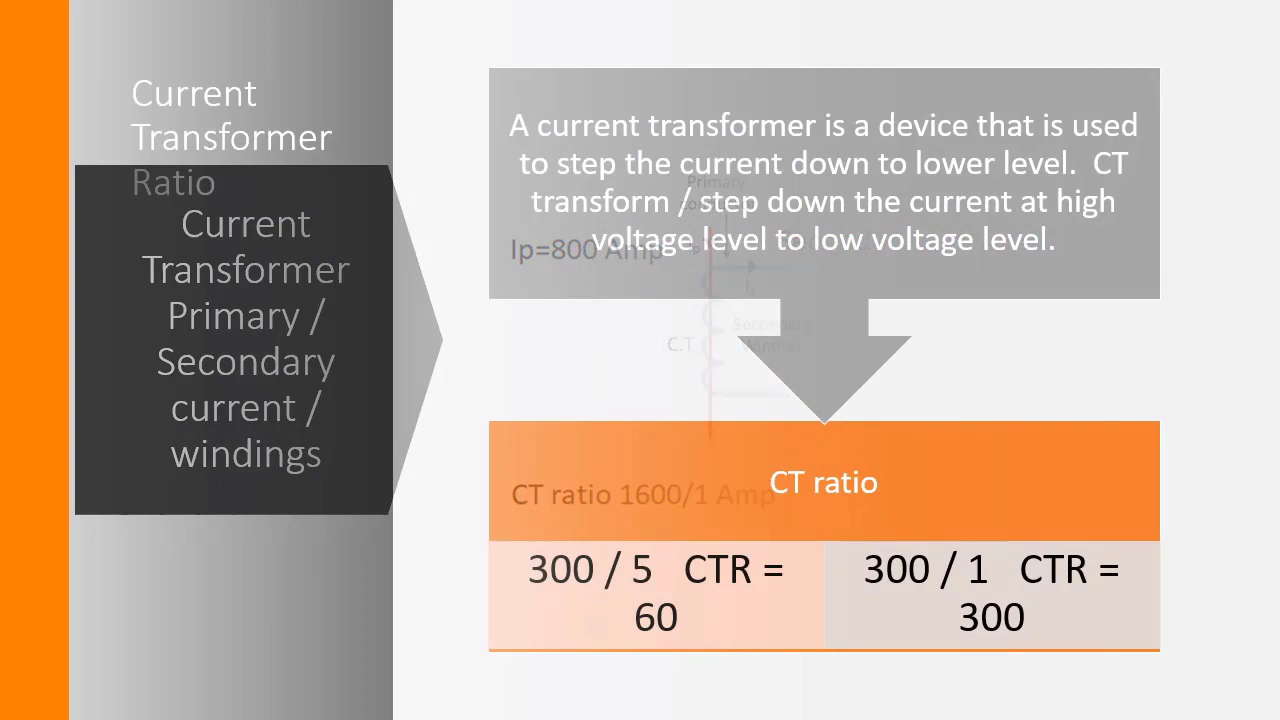 Current
Transformer
Ratio
Current
Transformer
Primary /
Secondary
current /
windings
A current transformer is a device that is used
to step the current down to lower level.  CT
transform / step down the current at high
voltage level to low voltage level.
Primary
Ip=800 Amp
C.T
CT ratio
CT ratio 1600/1 Amp
300 / 5   CTR =
60
300 / 1   CTR =
300